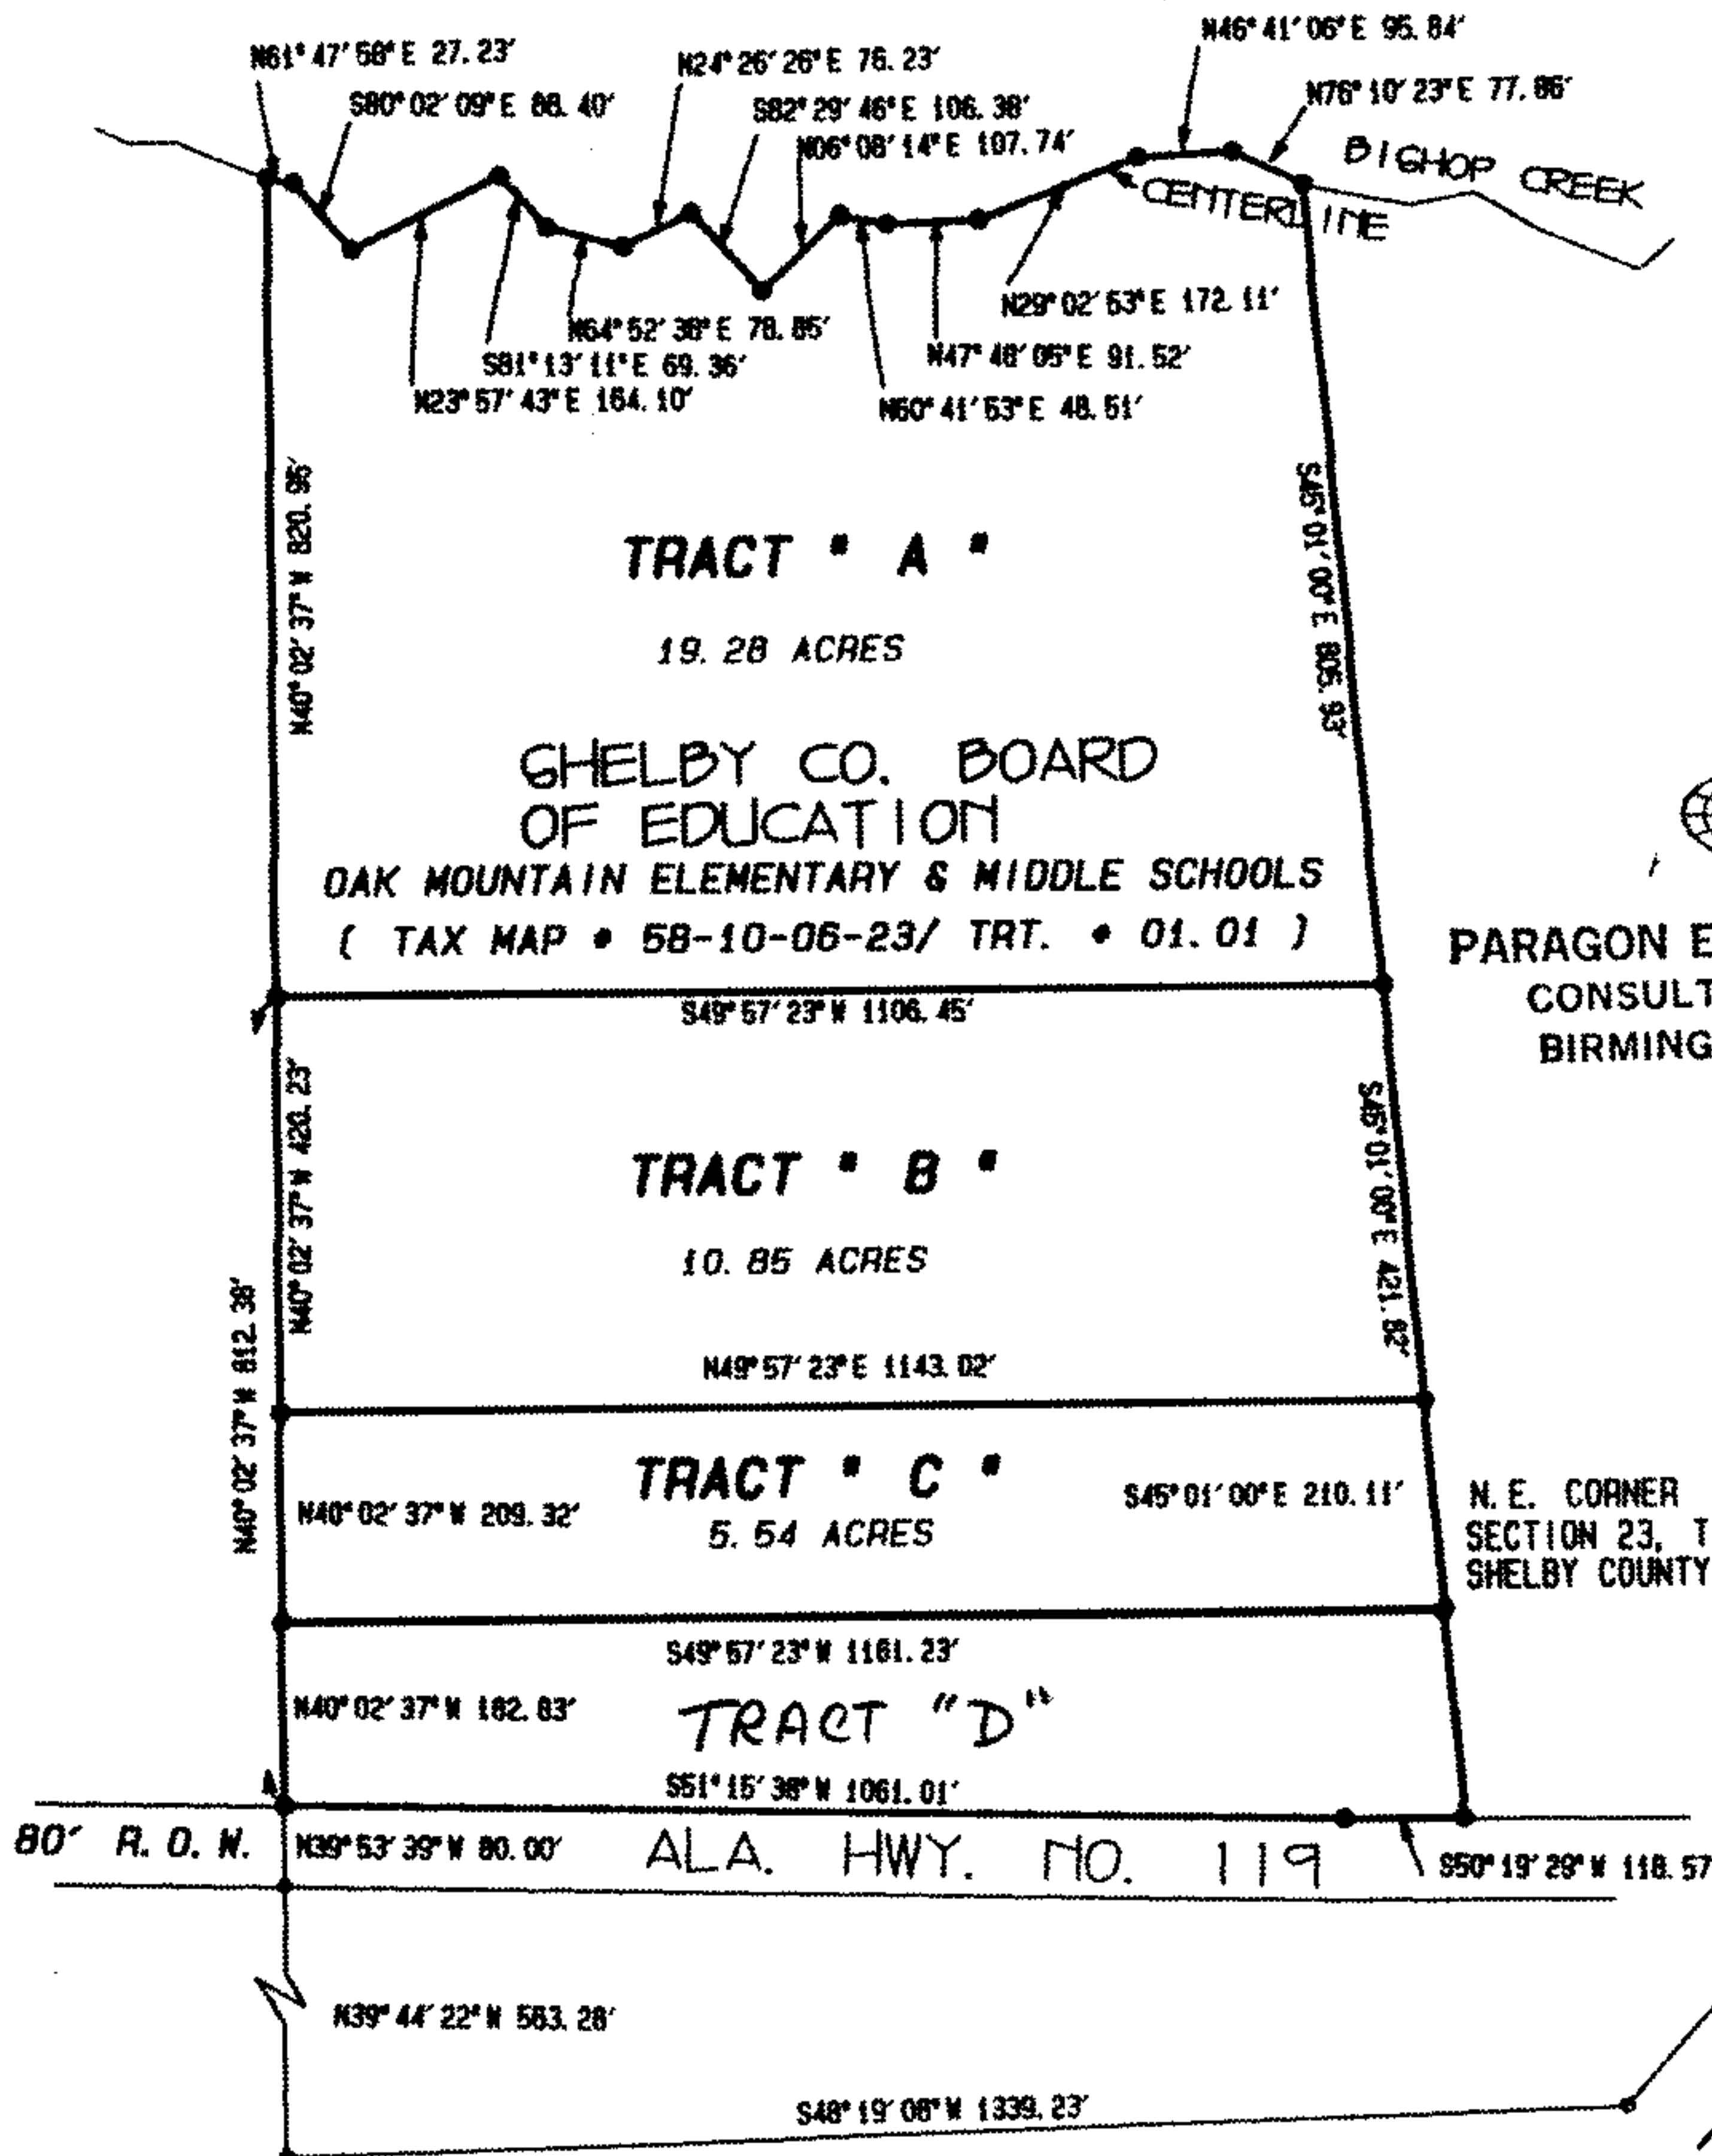 N46°41'06"E 95.84'
N61°47'58"E 27.23'
N24°26'26"E 76.23'
N76°10'23"E 77.86'
S80°02'09"E 88.40'
S82°29'46"E 106.38'
N06°08'14"E 107.74'
BISHOP CREEK
CENTERLINE
N29°02'53"E 172.11'
N64°52'38"E 78.85'
N47°48'05"E 91.52'
S81°13'11"E 69.36'
N23°57'43"E 164.10'
N60°41'53"E 48.51'
N40°02'37"W 820.95'
S45°01'00"E 805.93'
TRACT " A "
19.28 ACRES
SHELBY CO. BOARD
OF EDUCATION
OAK MOUNTAIN ELEMENTARY & MIDDLE SCHOOLS
( TAX MAP # 58-10-06-23/ TRT. # 01.01 )
PARAGON E
CONSULT
BIRMING
S49°57'23"W 1106.45'
N40°02'37"W 420.23'
S45°01'00"E 421.82'
TRACT " B "
10.85 ACRES
N40°02'37"W 812.38'
N49°57'23"E 1143.02'
TRACT " C "
5.54 ACRES
N40°02'37"W 209.32'
S45°01'00"E 210.11'
N.E. CORNER
SECTION 23, T
SHELBY COUNTY
S49°57'23"W 1161.23'
N40°02'37"W 182.83'
TRACT "D"
S51°15'38"W 1061.01'
80' R.O.W.
N39°53'39"W 80.00'
ALA. HWY. NO. 119
S50°19'29"W 118.57
N39°44'22"W 563.28'
S48°19'08"W 1339.23'